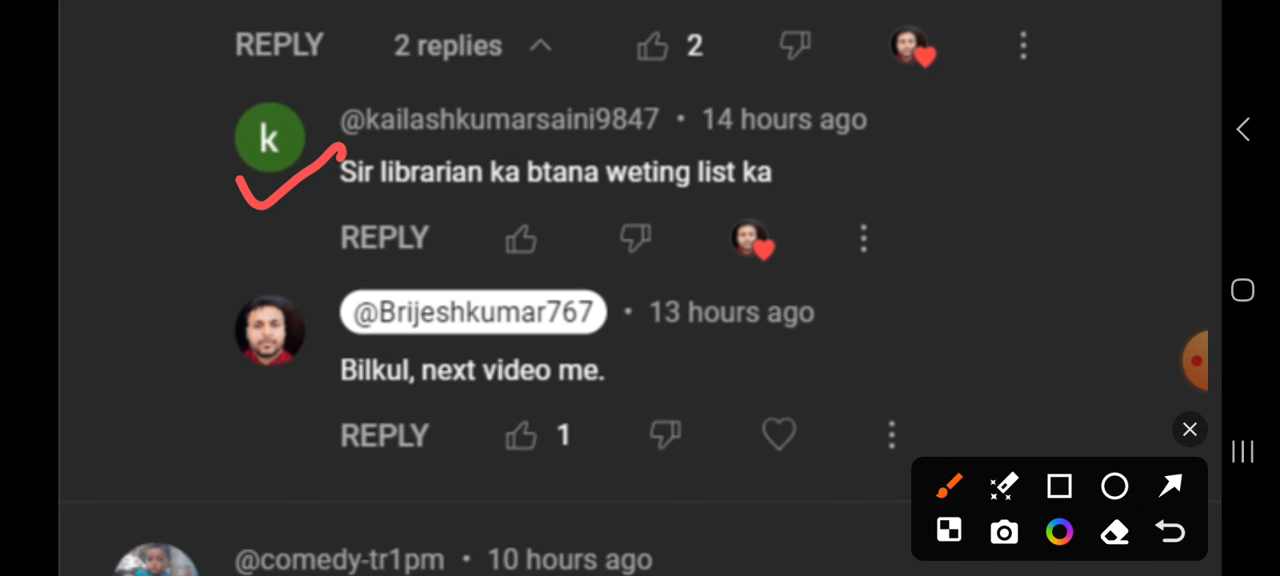 REPLY 2 replies 2
k
@kailashkumarsaini9847 • 14 hours ago
Sir librarian ka btana weting list ka
REPLY
@Brijeshkumar767 • 13 hours ago
Bilkul, next video me.
REPLY 1
@comedy-tr1pm • 10 hours ago